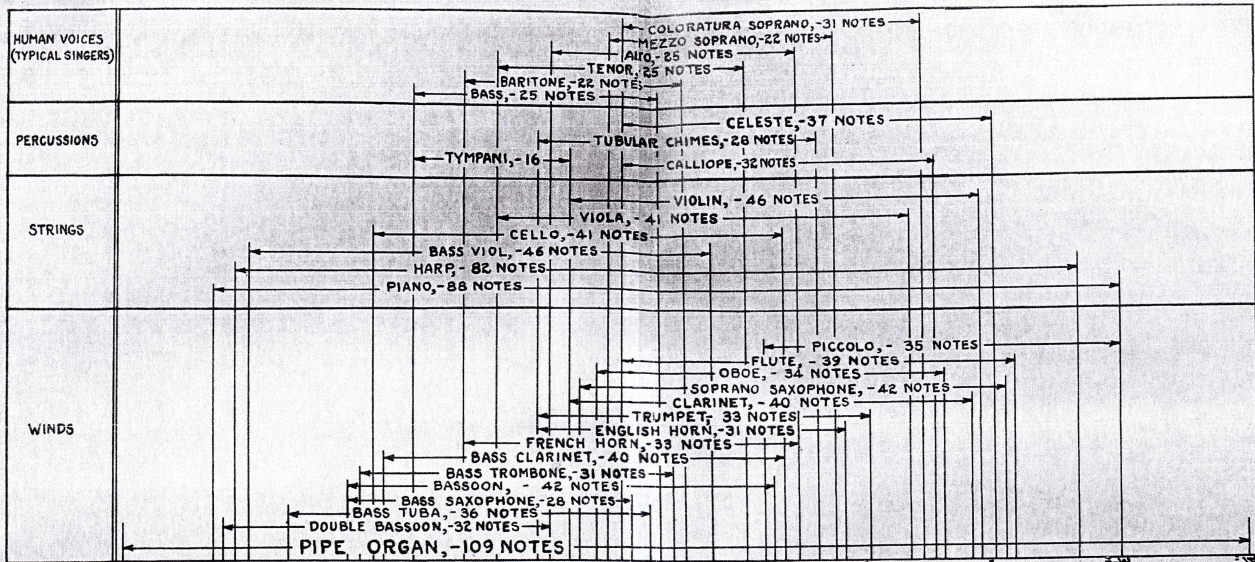 HUMAN VOICES
(TYPICAL SINGERS)
COLORATURA SOPRANO,-31 NOTES
MEZZO SOPRANO,-22 NOTES
ALTO,-25 NOTES
TENOR,-25 NOTES
BARITONE,-22 NOTES
BASS,-25 NOTES
PERCUSSIONS
CELESTE,-37 NOTES
TUBULAR CHIMES,-28 NOTES
TYMPANI,-16
CALLIOPE,-32 NOTES
STRINGS
VIOLIN, -46 NOTES
VIOLA,-41 NOTES
CELLO,-41 NOTES
BASS VIOL,-46 NOTES
HARP,-82 NOTES
PIANO,-88 NOTES
WINDS
PICCOLO,- 35 NOTES
FLUTE,-39 NOTES
OBOE,-34 NOTES
SOPRANO SAXOPHONE,-42 NOTES
CLARINET,-40 NOTES
TRUMPET,-33 NOTES
ENGLISH HORN,-31 NOTES
FRENCH HORN,-33 NOTES
BASS CLARINET,-40 NOTES
BASS TROMBONE,-31 NOTES
BASSOON, - 42 NOTES
BASS SAXOPHONE,-28 NOTES
BASS TUBA,-36 NOTES
DOUBLE BASSOON,-32 NOTES
PIPE ORGAN,-109 NOTES